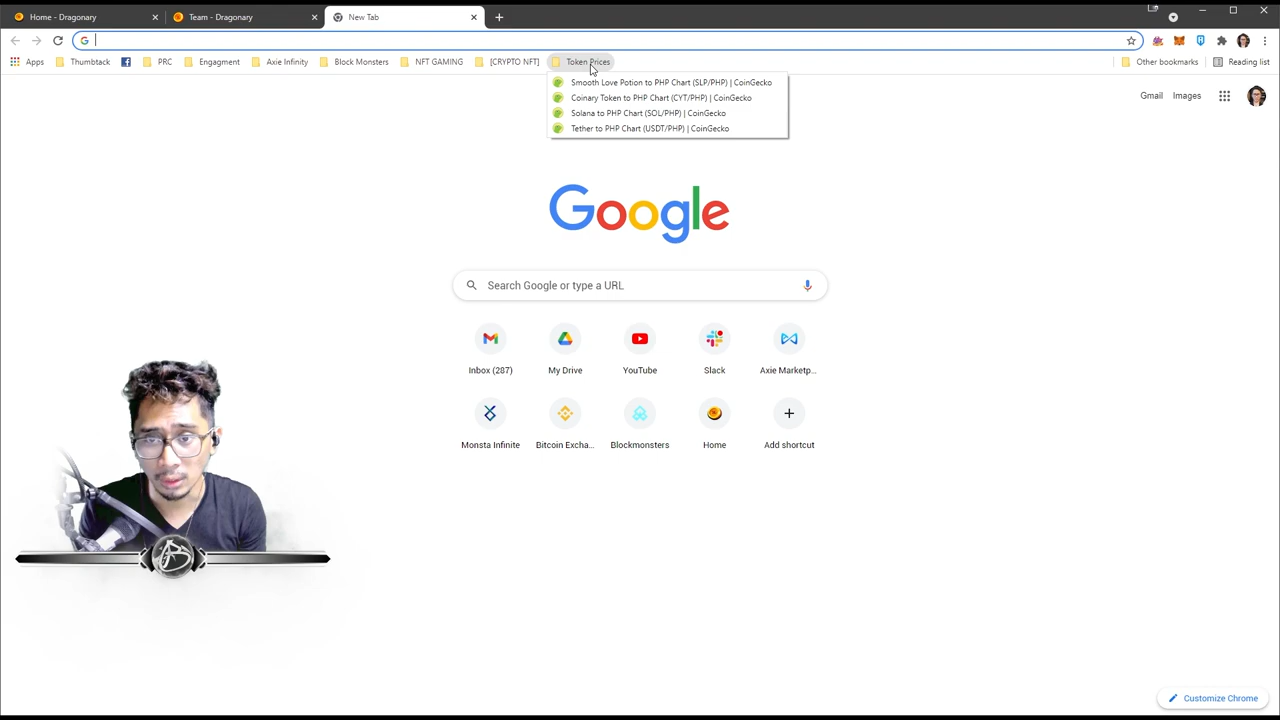 Home - Dragonary
Team - Dragonary
New Tab
Apps
Thumbtack
PRC
Engagment
Axie Infinity
Block Monsters
NFT GAMING
[CRYPTO NFT]
Token Prices
Other bookmarks
Reading list
Smooth Love Potion to PHP Chart (SLP/PHP) | CoinGecko
Coinary Token to PHP Chart (CYT/PHP) | CoinGecko
Solana to PHP Chart (SOL/PHP) | CoinGecko
Tether to PHP Chart (USDT/PHP) | CoinGecko
Gmail
Images
Google
Search Google or type a URL
Inbox (287)
My Drive
YouTube
Slack
Axie Marketp...
Monsta Infinite
Bitcoin Excha...
Blockmonsters
Home
Add shortcut
Customize Chrome